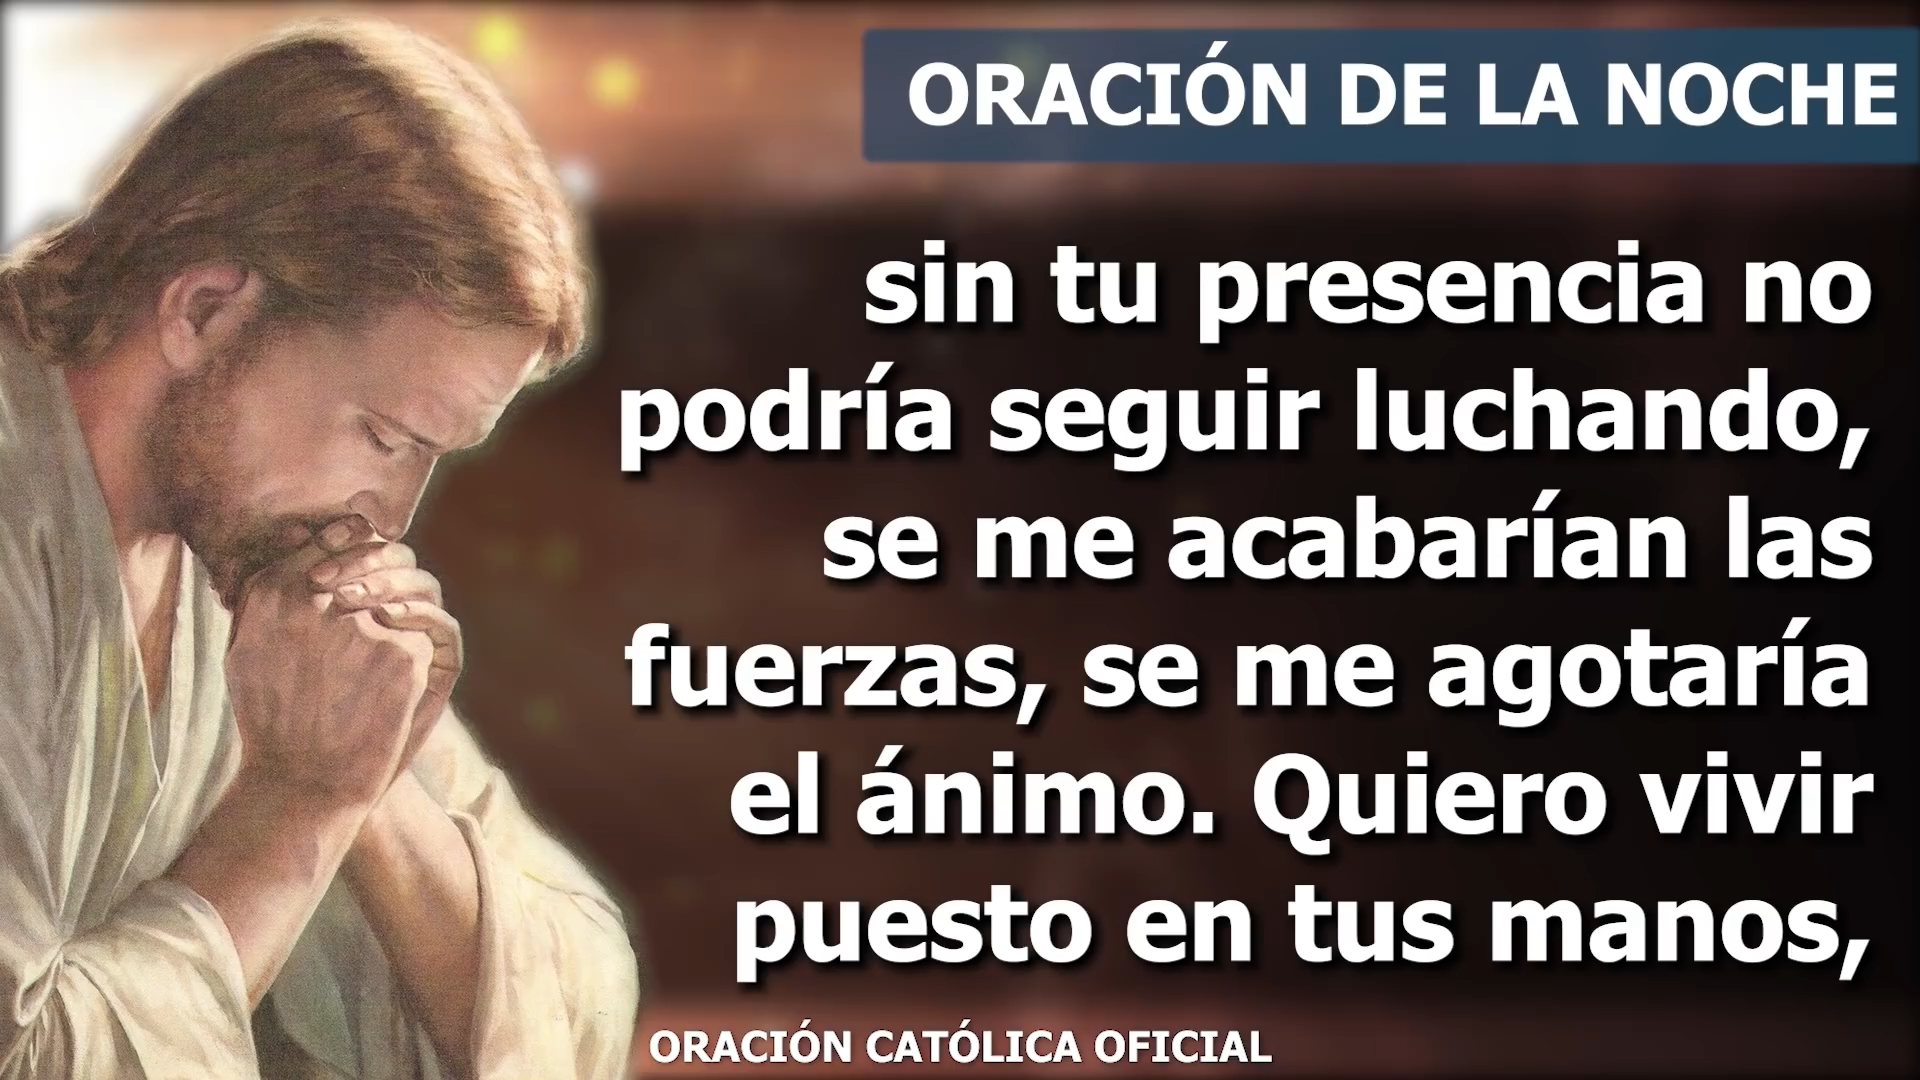 ORACIÓN DE LA NOCHE
sin tu presencia no
podría seguir luchando,
se me acabarían las
fuerzas, se me agotaría
el ánimo. Quiero vivir
puesto en tus manos,
ORACIÓN CATÓLICA OFICIAL